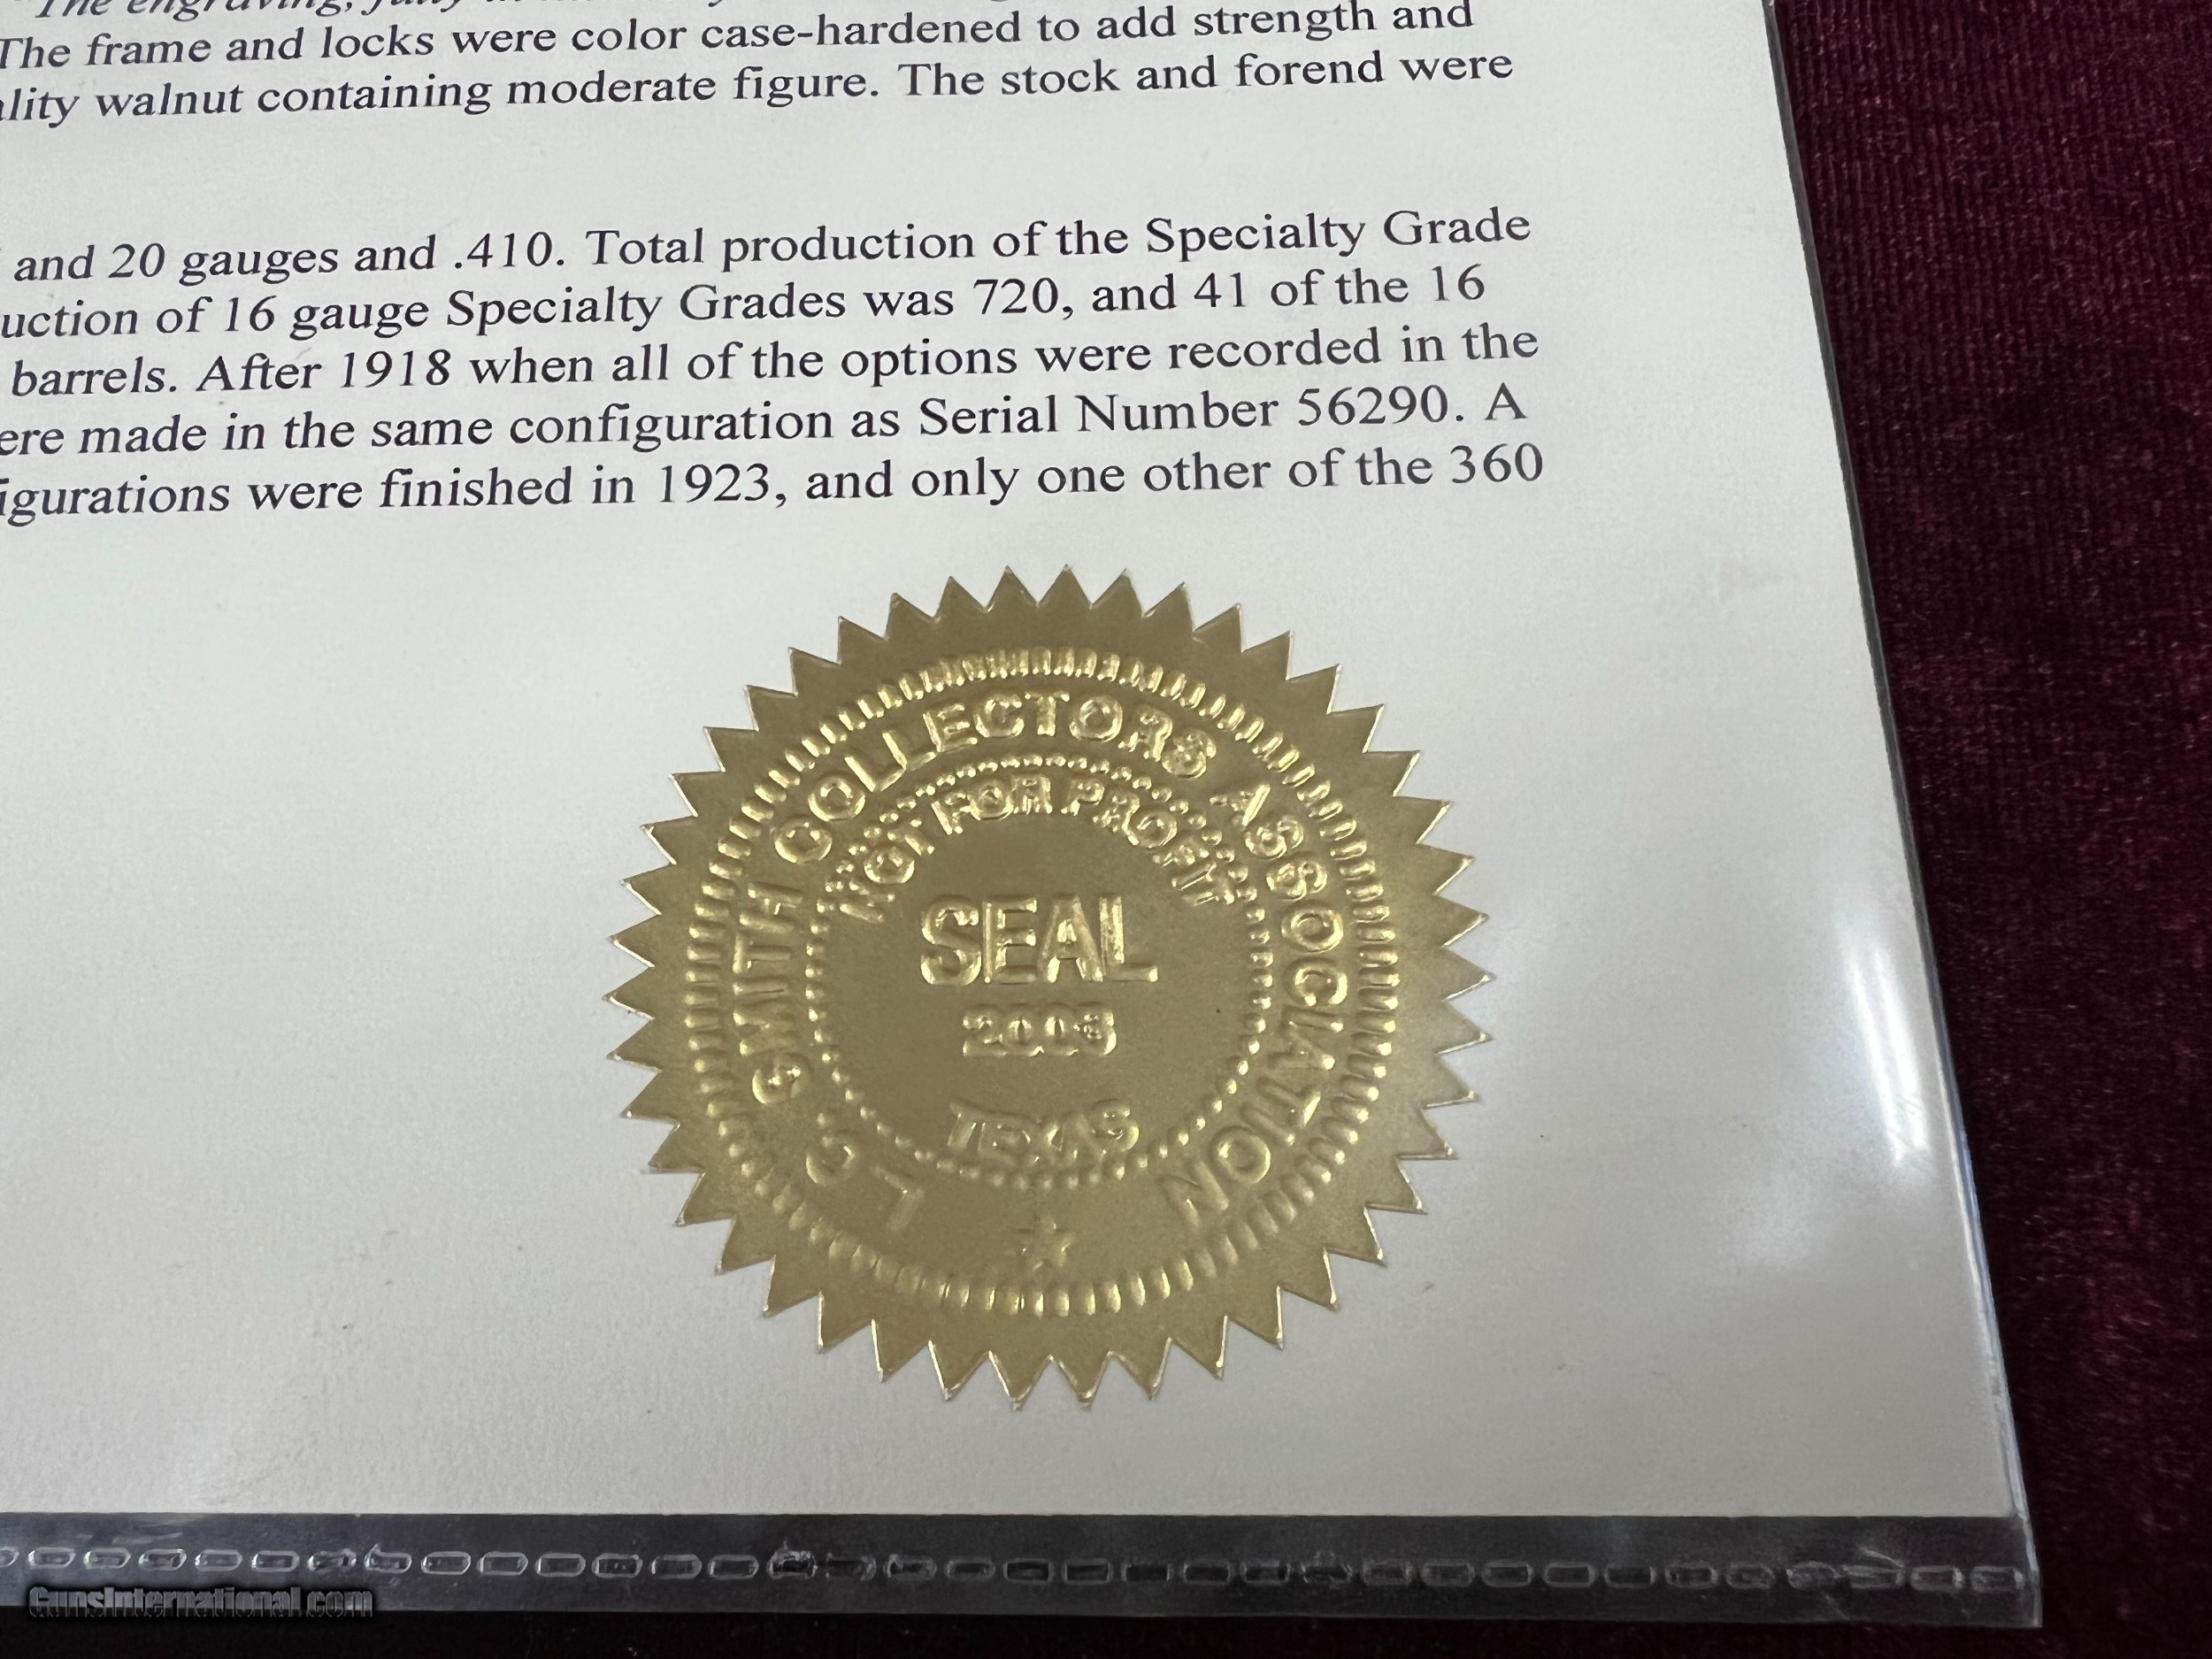 The engraving,
The frame and locks were color case-hardened to add strength and
ality walnut containing moderate figure. The stock and forend were
and 20 gauges and .410. Total production of the Specialty Grade
uction of 16 gauge Specialty Grades was 720, and 41 of the 16
barrels. After 1918 when all of the options were recorded in the
ere made in the same configuration as Serial Number 56290. A
igurations were finished in 1923, and only one other of the 360
L C SMITH COLLECTORS ASSOCIATION
NOT FOR PROFIT
SEAL
2003
TEXAS
GunsInternational.com